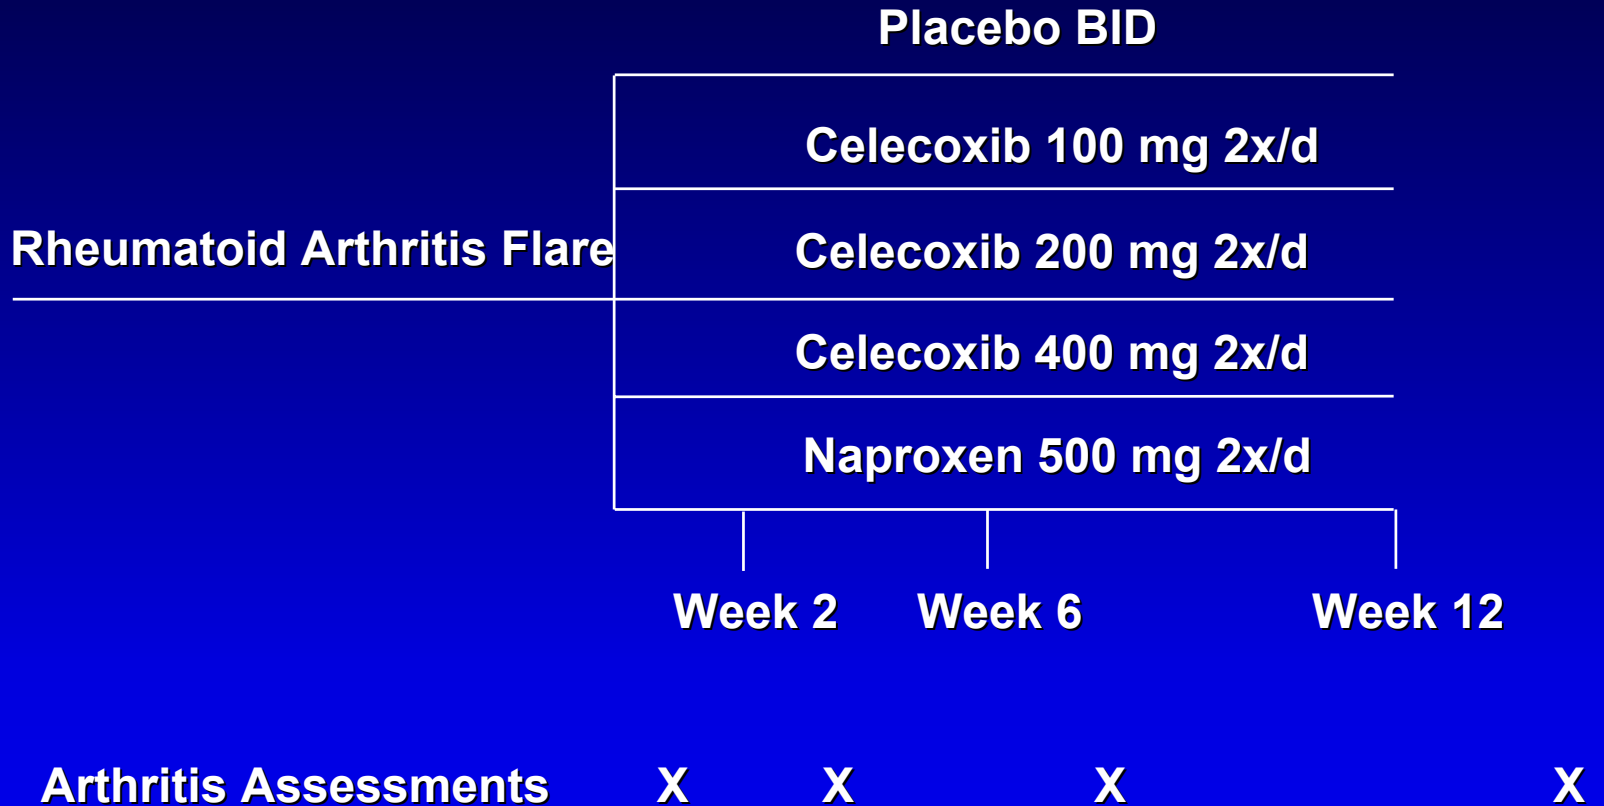 Placebo BID
Celecoxib 100 mg 2x/d
Rheumatoid Arthritis Flare
Celecoxib 200 mg 2x/d
Celecoxib 400 mg 2x/d
Naproxen 500 mg 2x/d
Week 2 Week 6 Week 12
Arthritis Assessments X X X X